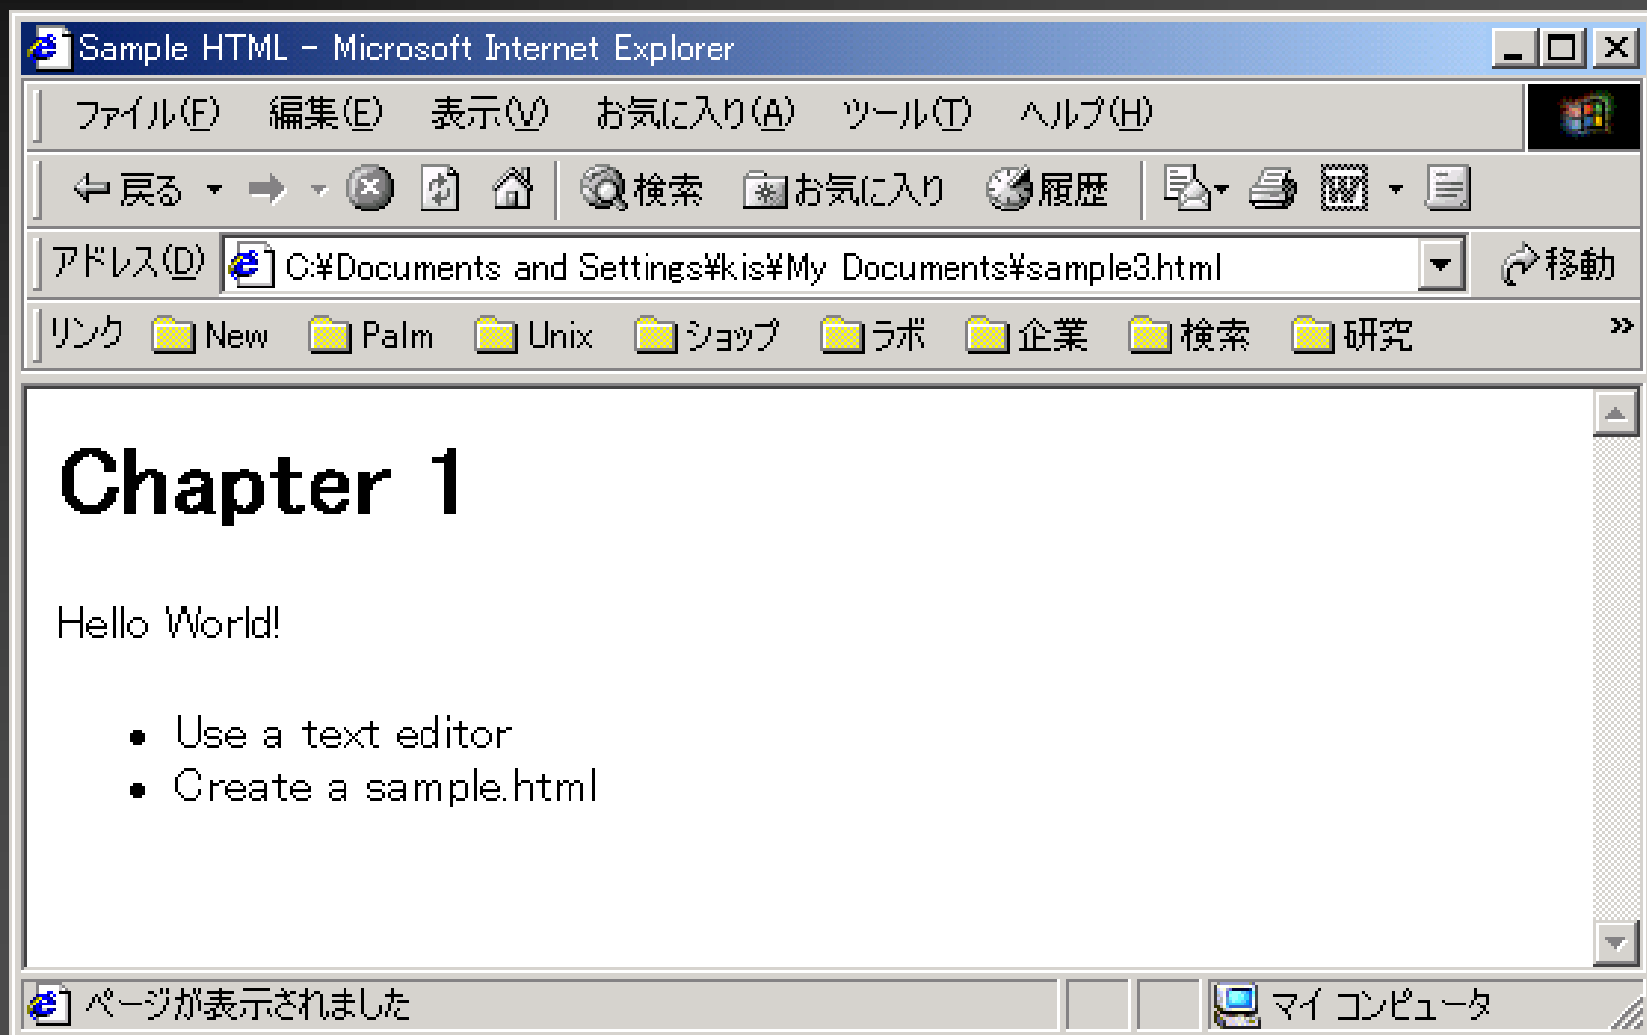 Sample HTML - Microsoft Internet Explorer
ファイル(F) 編集(E) 表示(V) お気に入り(A) ツール(T) ヘルプ(H)
戻る 検索 お気に入り 履歴 W
アドレス(D) C:¥Documents and Settings¥kis¥My Documents¥sample3.html 移動
リンク New Palm Unix ショップ ラボ 企業 検索 研究 »
Chapter 1
Hello World!
• Use a text editor
• Create a sample.html
ページが表示されました マイ コンピュータ